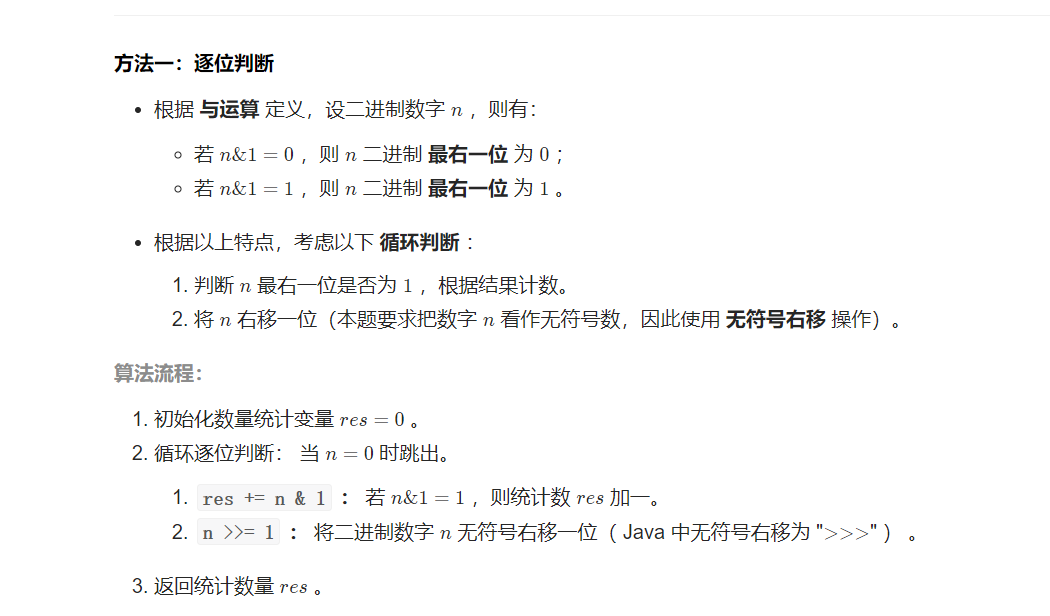 方法一：逐位判断
• 根据 与运算 定义，设二进制数字 n ，则有：
◦ 若 n&1 = 0 ，则 n 二进制 最右一位 为 0 ；
◦ 若 n&1 = 1 ，则 n 二进制 最右一位 为 1 。
• 根据以上特点，考虑以下 循环判断 ：
1. 判断 n 最右一位是否为 1 ，根据结果计数。
2. 将 n 右移一位（本题要求把数字 n 看作无符号数，因此使用 无符号右移 操作）。
算法流程：
1. 初始化数量统计变量 res = 0 。
2. 循环逐位判断： 当 n = 0 时跳出。
1. res += n & 1 ： 若 n&1 = 1 ，则统计数 res 加一。
2. n >>= 1 ： 将二进制数字 n 无符号右移一位（ Java 中无符号右移为 ">>>" ） 。
3. 返回统计数量 res 。